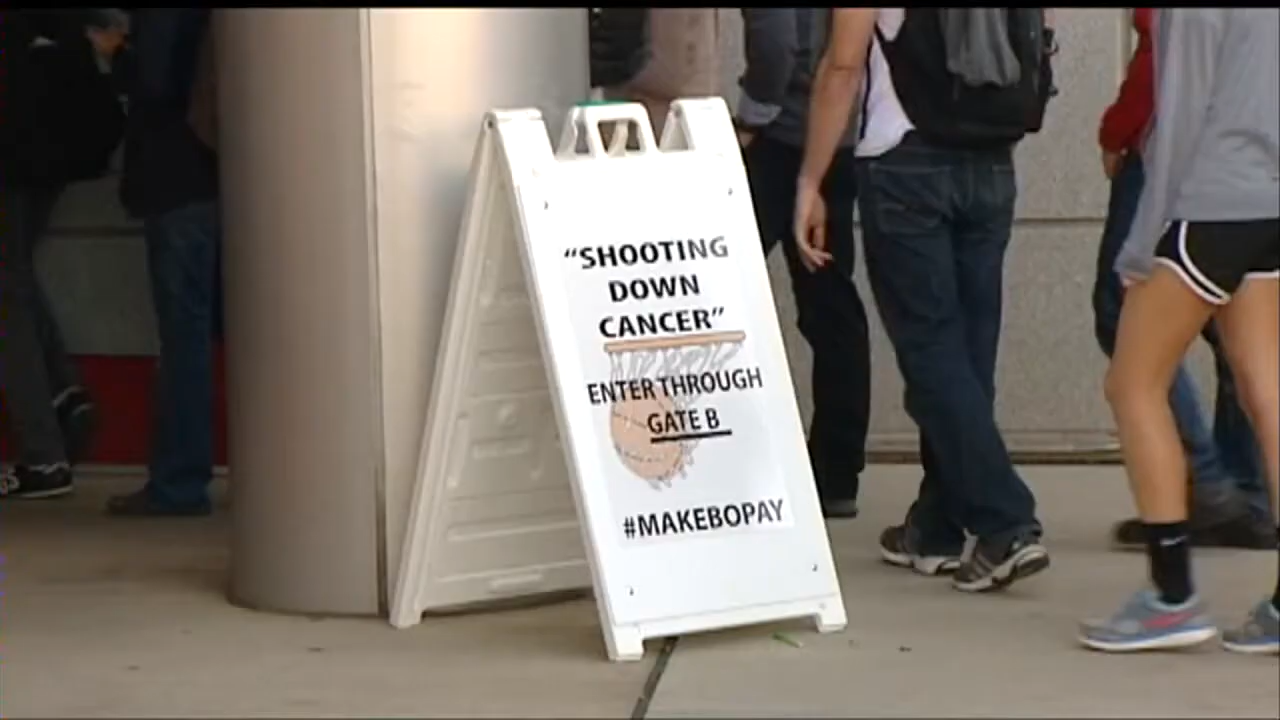 “SHOOTING
DOWN
CANCER”
ENTER THROUGH
GATE B
#MAKEBOPAY